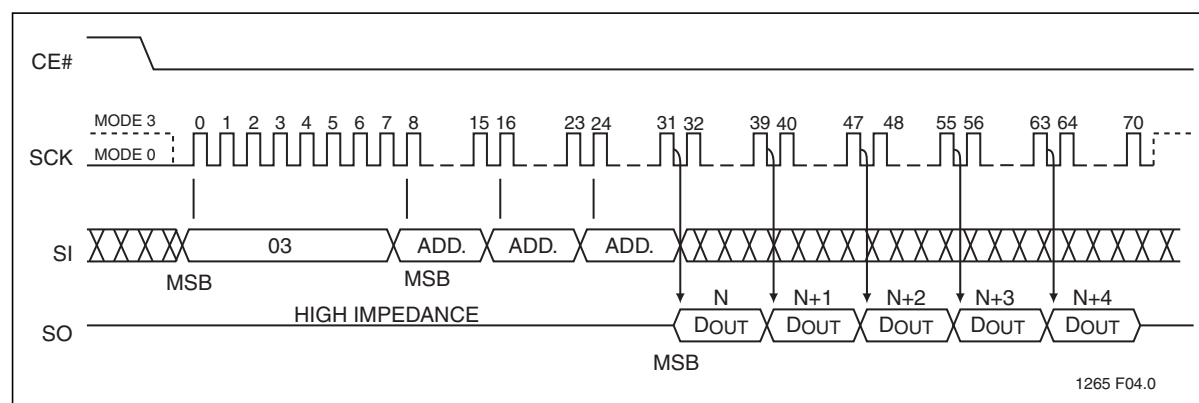 CE#
MODE 3
0 1 2 3 4 5 6 7 8 15 16 23 24 31 32 39 40 47 48 55 56 63 64 70
SCK
MODE 0
SI
03
ADD.
ADD.
ADD.
MSB
MSB
N
N+1
N+2
N+3
N+4
SO
HIGH IMPEDANCE
DOUT
DOUT
DOUT
DOUT
DOUT
MSB
1265 F04.0